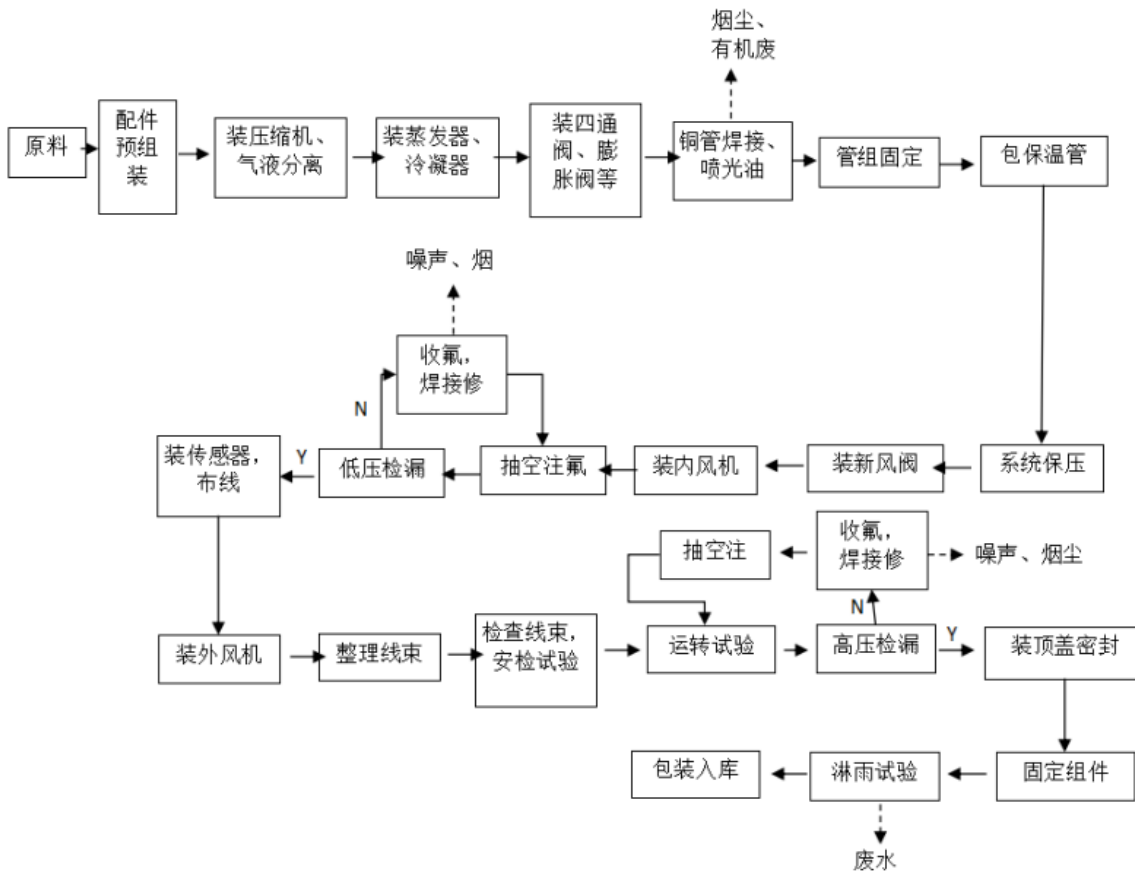 烟尘、
有机废
原料
配件
预组
装
装压缩机、
气液分离
装蒸发器、
冷凝器
装四通
阀、膨
胀阀等
铜管焊接、
喷光油
管组固定
包保温管
噪声、烟
收氟，
焊接修
N
装传感器，
布线
Y
低压检漏
抽空注氟
装内风机
装新风阀
系统保压
抽空注
收氟，
焊接修
噪声、烟尘
N
装外风机
整理线束
检查线束，
安检试验
运转试验
高压检漏
Y
装顶盖密封
包装入库
淋雨试验
固定组件
废水